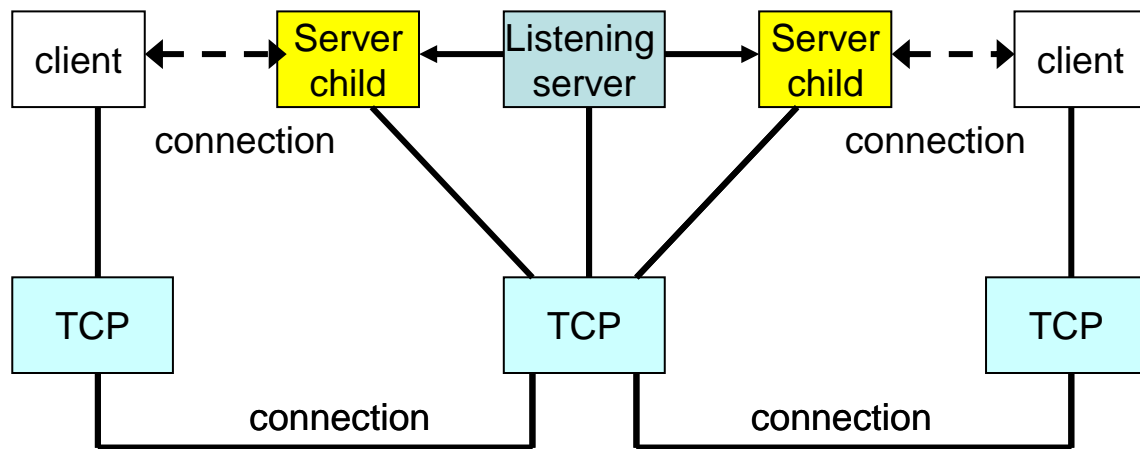 client
Server
child
Listening
server
Server
child
client
connection
connection
TCP
TCP
TCP
connection
connection